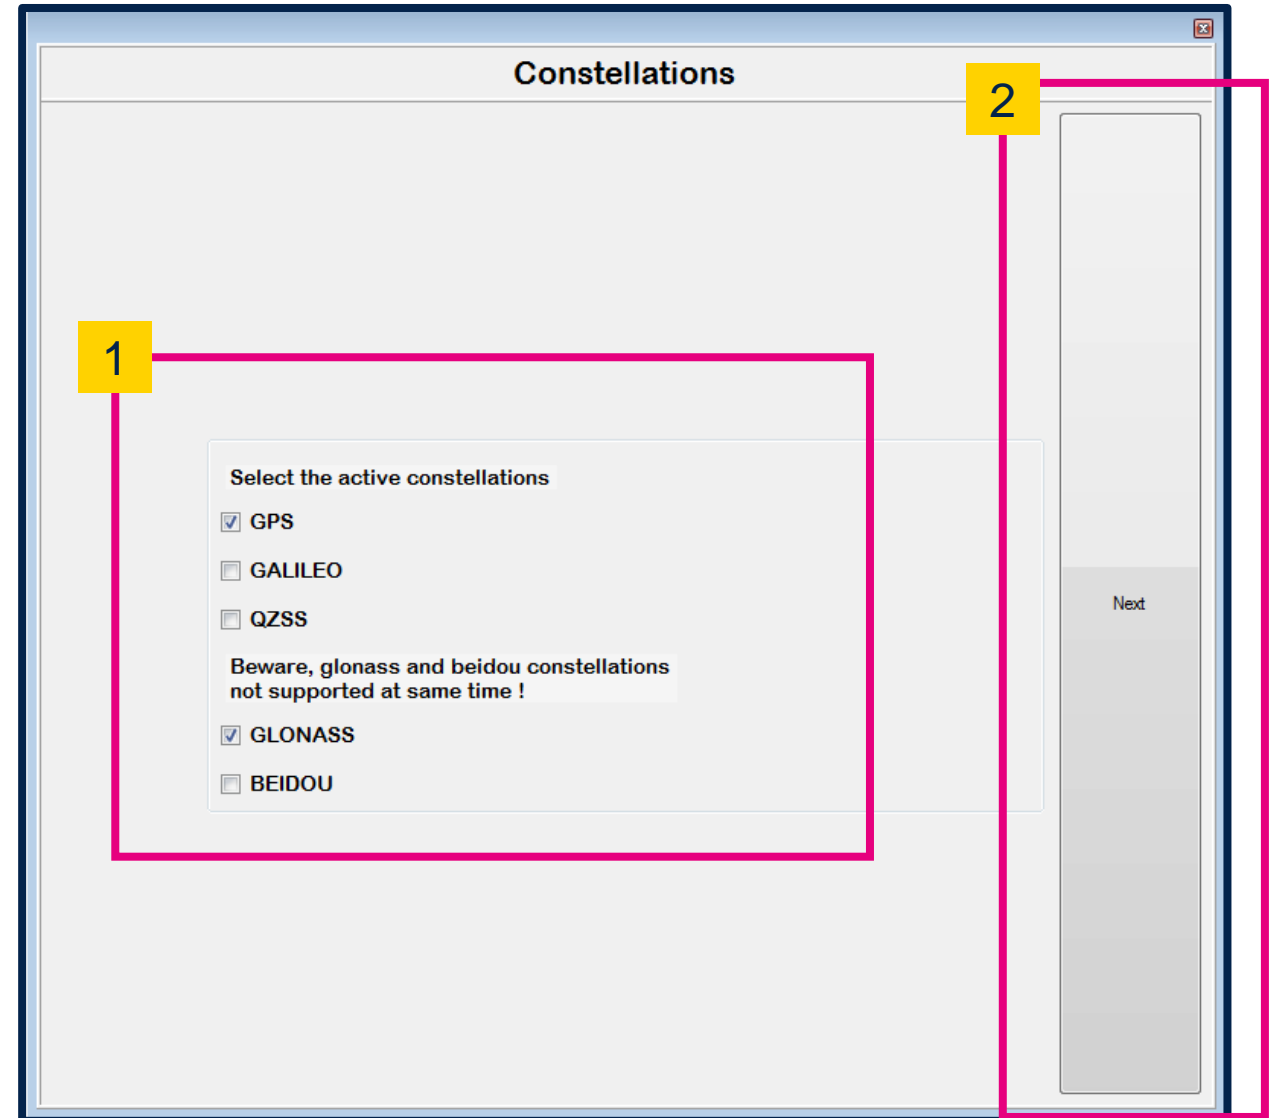 Constellations
2
1
Select the active constellations
GPS
GALILEO
QZSS
Next
Beware, glonass and beidou constellations
not supported at same time !
GLONASS
BEIDOU